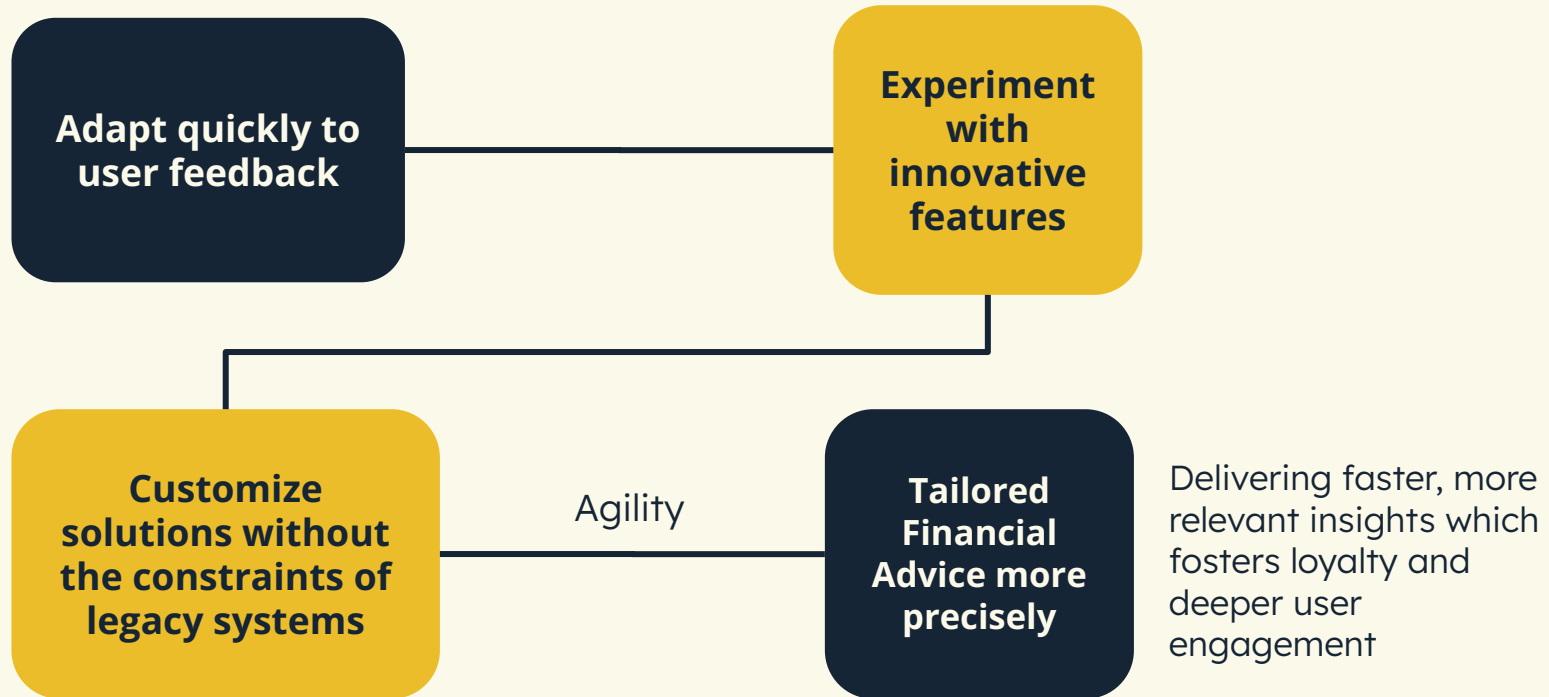 Adapt quickly to
user feedback
Experiment
with
innovative
features
Customize
solutions without
the constraints of
legacy systems
Agility
Tailored
Financial
Advice more
precisely
Delivering faster, more
relevant insights which
fosters loyalty and
deeper user
engagement